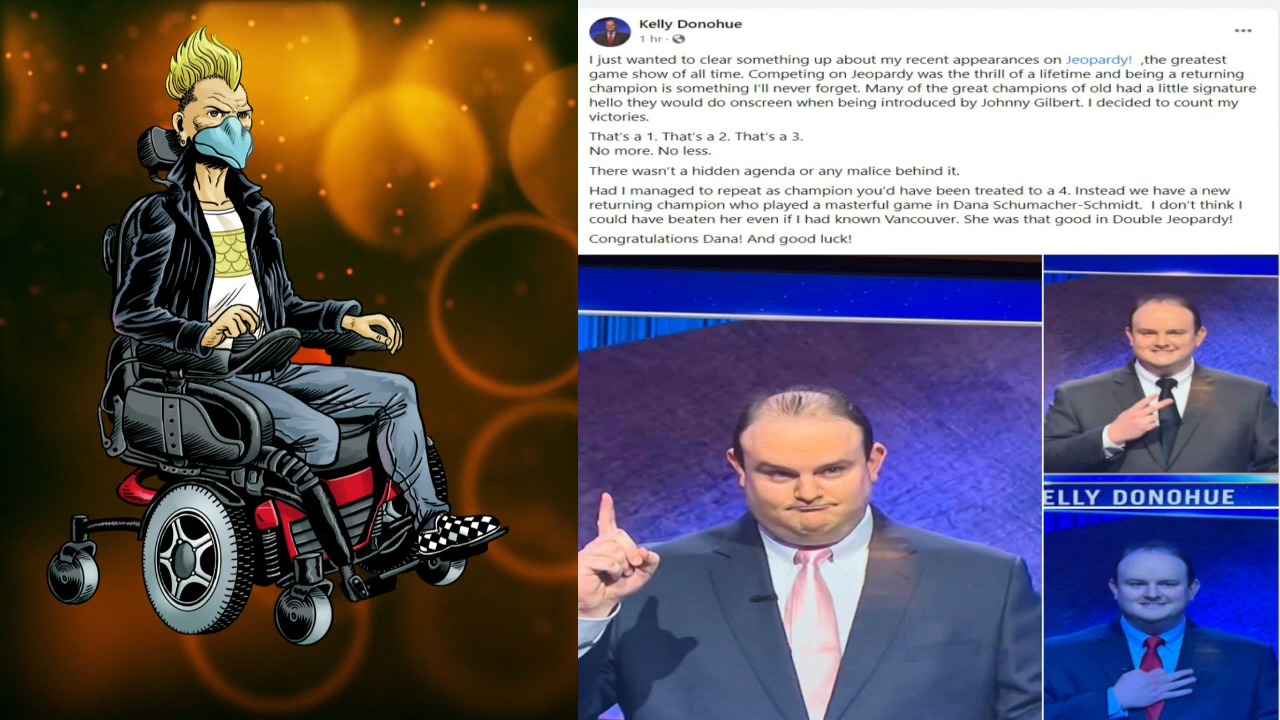 Kelly Donohue
1 hr ·
I just wanted to clear something up about my recent appearances on Jeopardy! ,the greatest
game show of all time. Competing on Jeopardy was the thrill of a lifetime and being a returning
champion is something I'll never forget. Many of the great champions of old had a little signature
hello they would do onscreen when being introduced by Johnny Gilbert. I decided to count my
victories.
That's a 1. That's a 2. That's a 3.
No more. No less.
There wasn't a hidden agenda or any malice behind it.
Had I managed to repeat as champion you'd have been treated to a 4. Instead we have a new
returning champion who played a masterful game in Dana Schumacher-Schmidt. I don't think I
could have beaten her even if I had known Vancouver. She was that good in Double Jeopardy!
Congratulations Dana! And good luck!
ELLY DONOHUE